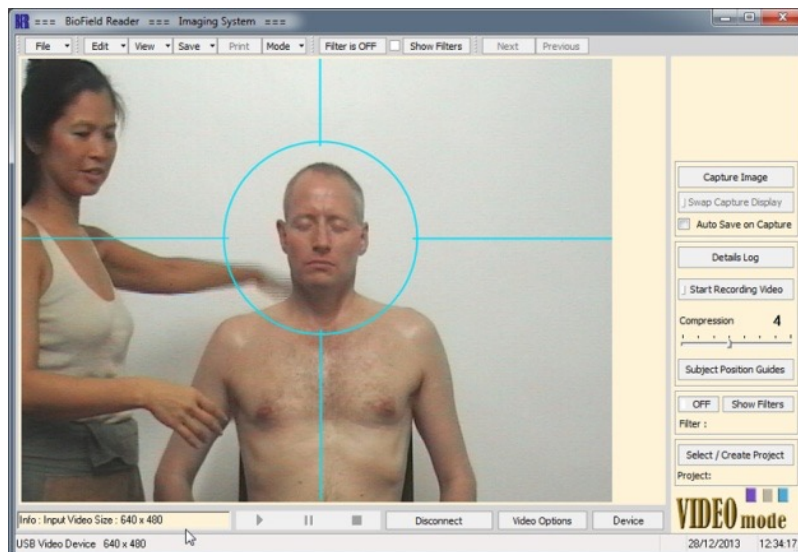 BFR === BioField Reader === Imaging System ===
File Edit View Save Print Mode Filter is OFF Show Filters Next Previous
Capture Image
Swap Capture Display
Auto Save on Capture
Details Log
Start Recording Video
Compression 4
Subject Position Guides
OFF Show Filters
Filter :
Select / Create Project
Project:
VIDEO mode
Info : Input Video Size : 640 x 480
Disconnect Video Options Device
USB Video Device 640 x 480
28/12/2013 12:34:17